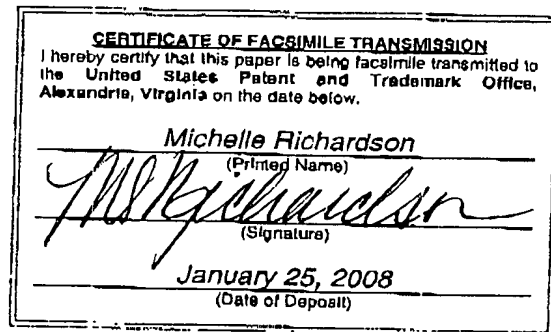 CERTIFICATE OF FACSIMILE TRANSMISSION
I hereby certify that this paper is being facsimile transmitted to
the United States Patent and Trademark Office,
Alexandria, Virginia on the date below.
Michelle Richardson
(Printed Name)
MRichardson
(Signature)
January 25, 2008
(Date of Deposit)